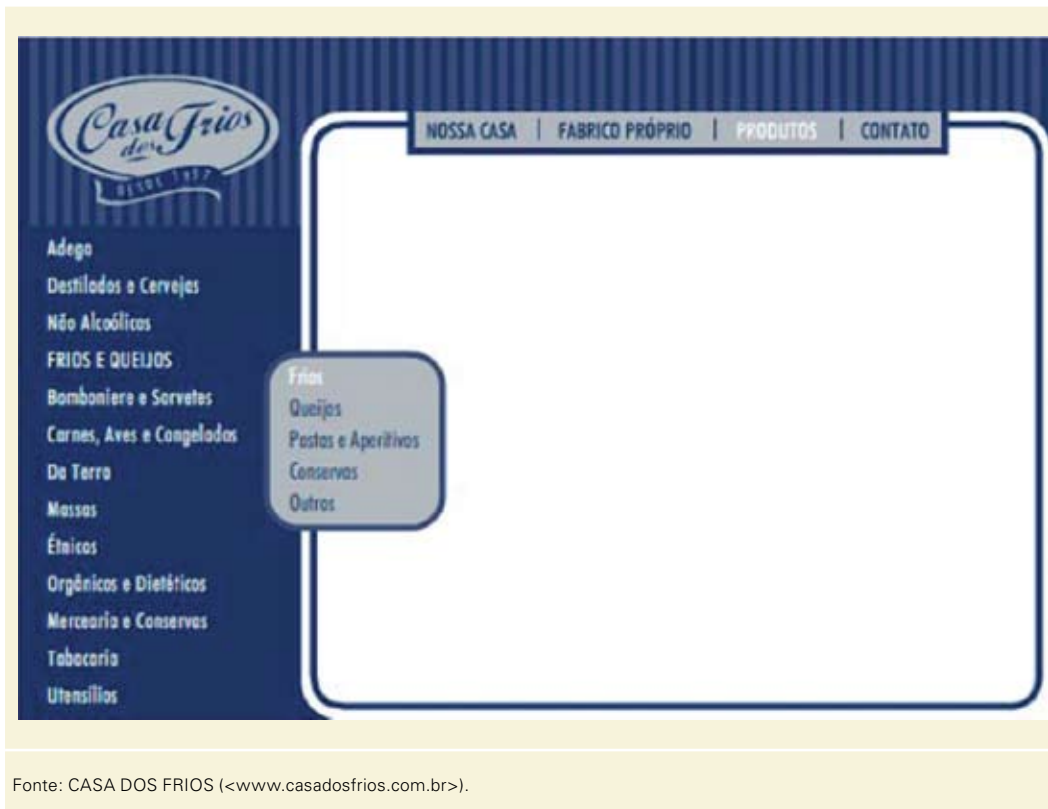 Casa dos Frios
DESDE 1957
NOSSA CASA | FABRICO PRÓPRIO | PRODUTOS | CONTATO
Adega
Destilados e Cervejas
Não Alcoólicos
FRIOS E QUEIJOS
Bomboniere e Sorvetes
Carnes, Aves e Congelados
Da Terra
Massas
Étnicos
Orgânicos e Dietéticos
Mercearia e Conservas
Tabacaria
Utensílios
Frios
Queijos
Pastas e Aperitivos
Conservas
Outros
Fonte: CASA DOS FRIOS (<www.casadosfrios.com.br>).